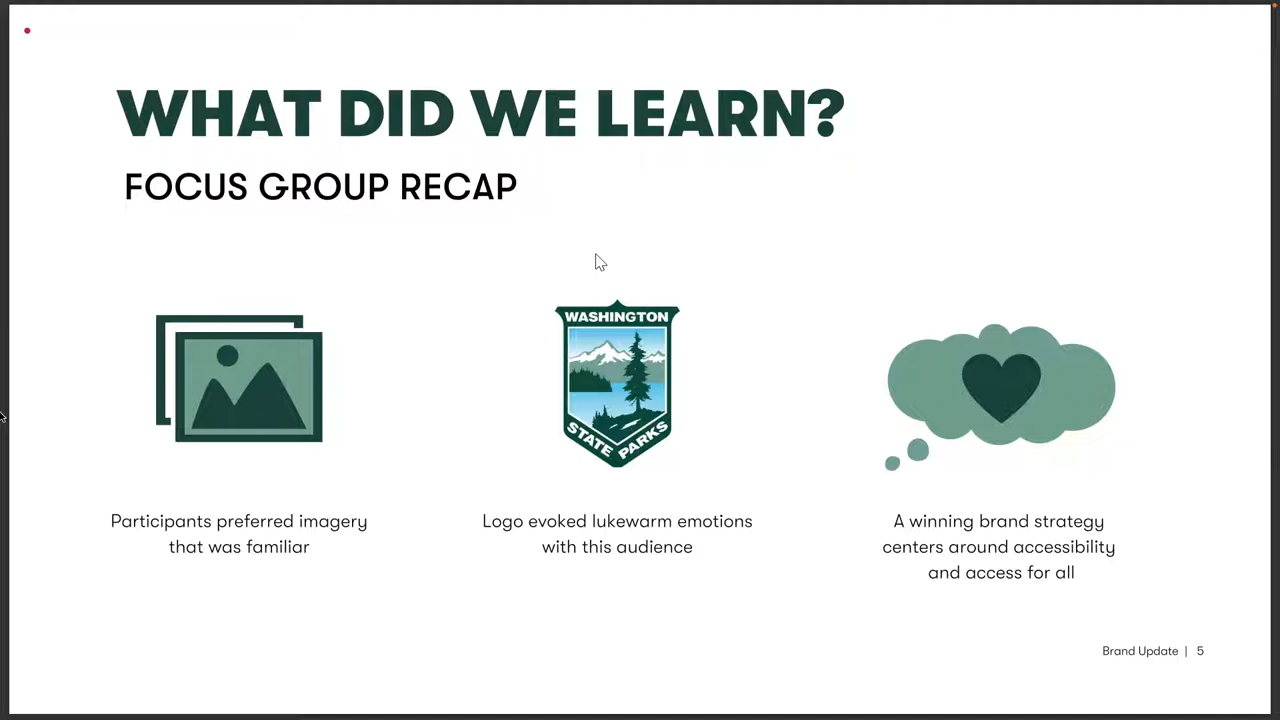 WHAT DID WE LEARN?
FOCUS GROUP RECAP
WASHINGTON
STATE PARKS
Participants preferred imagery
that was familiar
Logo evoked lukewarm emotions
with this audience
A winning brand strategy
centers around accessibility
and access for all
Brand Update | 5